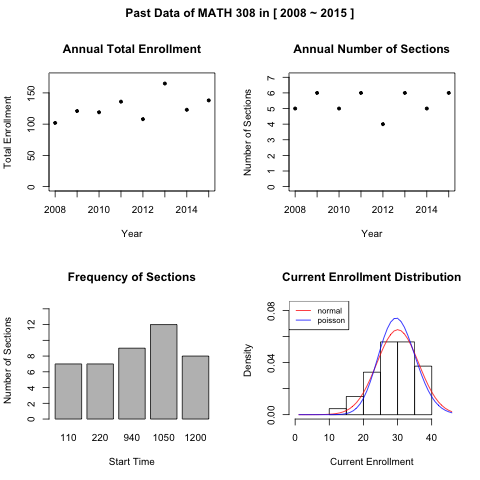 Past Data of MATH 308 in [ 2008 ~ 2015 ]
Annual Total Enrollment
Total Enrollment
0 50 100 150
2008 2010 2012 2014
Year
Annual Number of Sections
Number of Sections
0 1 2 3 4 5 6 7
2008 2010 2012 2014
Year
Frequency of Sections
Number of Sections
0 2 4 6 8 12
110 220 940 1050 1200
Start Time
Current Enrollment Distribution
normal
poisson
Density
0.00 0.04 0.08
0 10 20 30 40
Current Enrollment